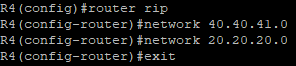 R4(config)#router rip
R4(config-router)#network 40.40.41.0
R4(config-router)#network 20.20.20.0
R4(config-router)#exit